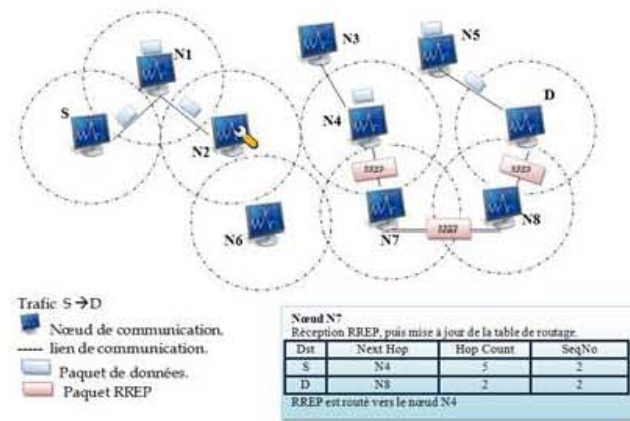 N1
N3
N5
S
D
N4
N2
RREP
RREP
N6
N7
RREP
N8
Trafic S→D
Nœud de communication.
lien de communication.
Paquet de données.
Paquet RREP
Nœud N7
Réception RREP, puis mise à jour de la table de routage.
Dst Next Hop Hop Count SeqNo
S N4 5 2
D N8 2 2
RREP est routé vers le nœud N4